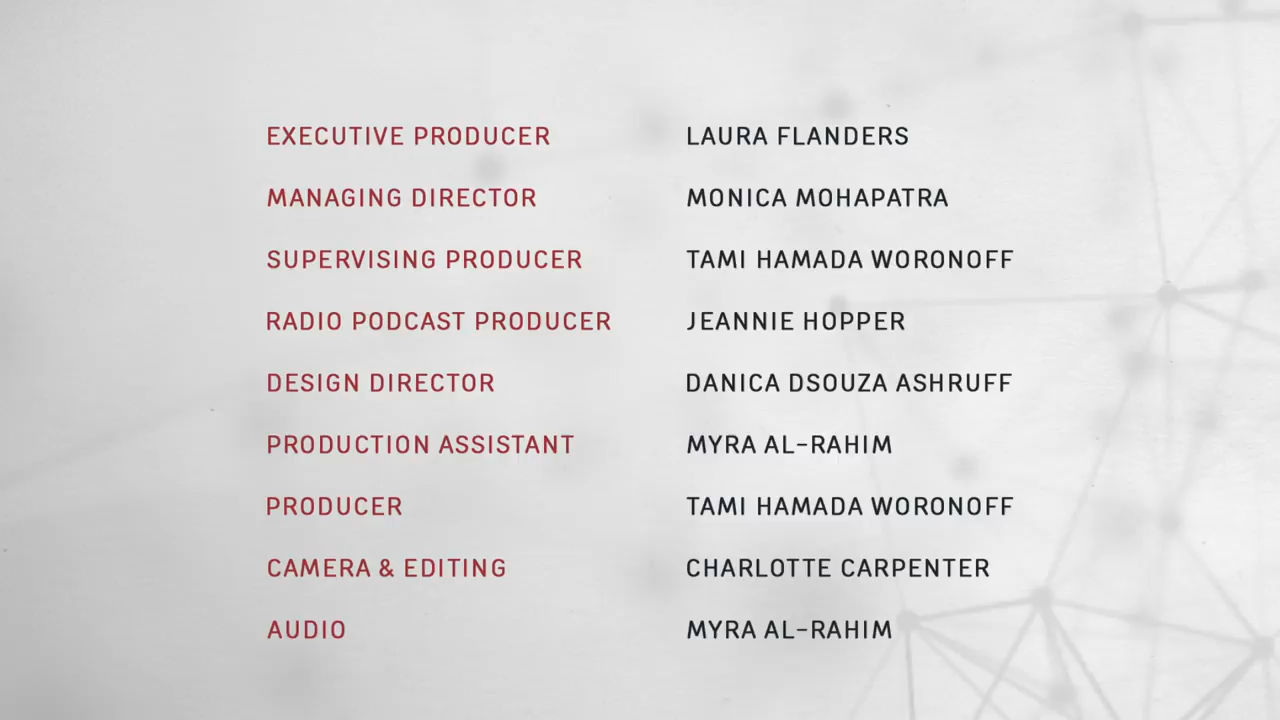 EXECUTIVE PRODUCER LAURA FLANDERS
MANAGING DIRECTOR MONICA MOHAPATRA
SUPERVISING PRODUCER TAMI HAMADA WORONOFF
RADIO PODCAST PRODUCER JEANNIE HOPPER
DESIGN DIRECTOR DANICA DSOUZA ASHRUFF
PRODUCTION ASSISTANT MYRA AL-RAHIM
PRODUCER TAMI HAMADA WORONOFF
CAMERA & EDITING CHARLOTTE CARPENTER
AUDIO MYRA AL-RAHIM